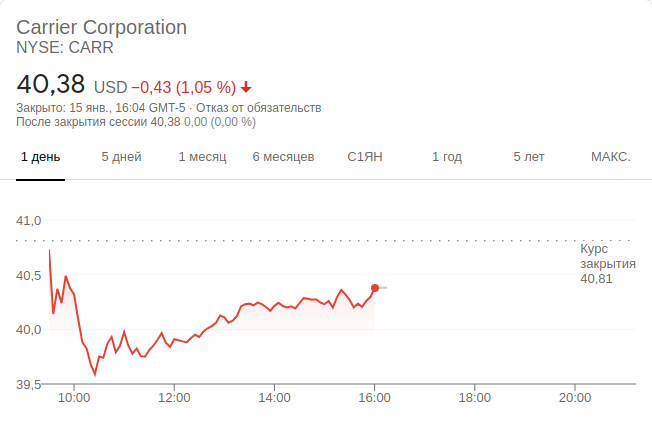 Carrier Corporation
NYSE: CARR
40,38 USD −0,43 (1,05 %)
Закрыто: 15 янв., 16:04 GMT-5 · Отказ от обязательств
После закрытия сессии 40,38 0,00 (0,00 %)
1 день 5 дней 1 месяц 6 месяцев С1ЯН 1 год 5 лет МАКС.
41,0
Курс
закрытия
40,81
40,5
40,0
39,5
10:00 12:00 14:00 16:00 18:00 20:00